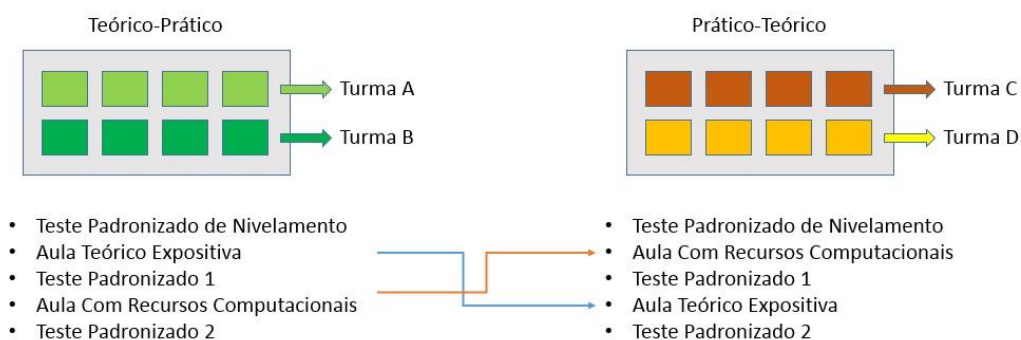 Teórico-Prático
Turma A
Turma B
• Teste Padronizado de Nivelamento
• Aula Teórico Expositiva
• Teste Padronizado 1
• Aula Com Recursos Computacionais
• Teste Padronizado 2
Prático-Teórico
Turma C
Turma D
• Teste Padronizado de Nivelamento
• Aula Com Recursos Computacionais
• Teste Padronizado 1
• Aula Teórico Expositiva
• Teste Padronizado 2